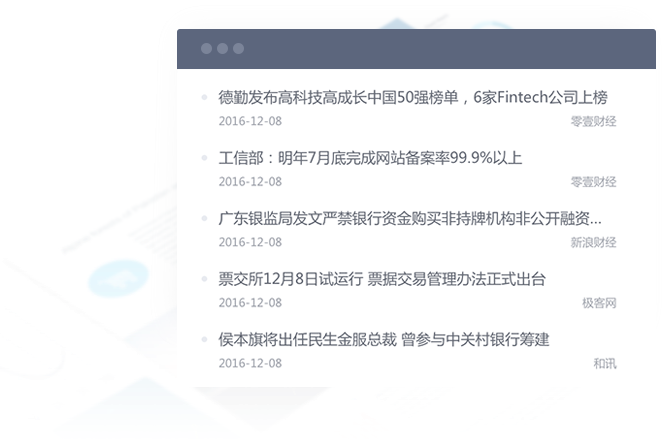 德勤发布高科技高成长中国50强榜单，6家Fintech公司上榜
2016-12-08 零壹财经
工信部：明年7月底完成网站备案率99.9%以上
2016-12-08 零壹财经
广东银监局发文严禁银行资金购买非持牌机构非公开融资...
2016-12-08 新浪财经
票交所12月8日试运行 票据交易管理办法正式出台
2016-12-08 极客网
侯本旗将出任民生金服总裁 曾参与中关村银行筹建
2016-12-08 和讯